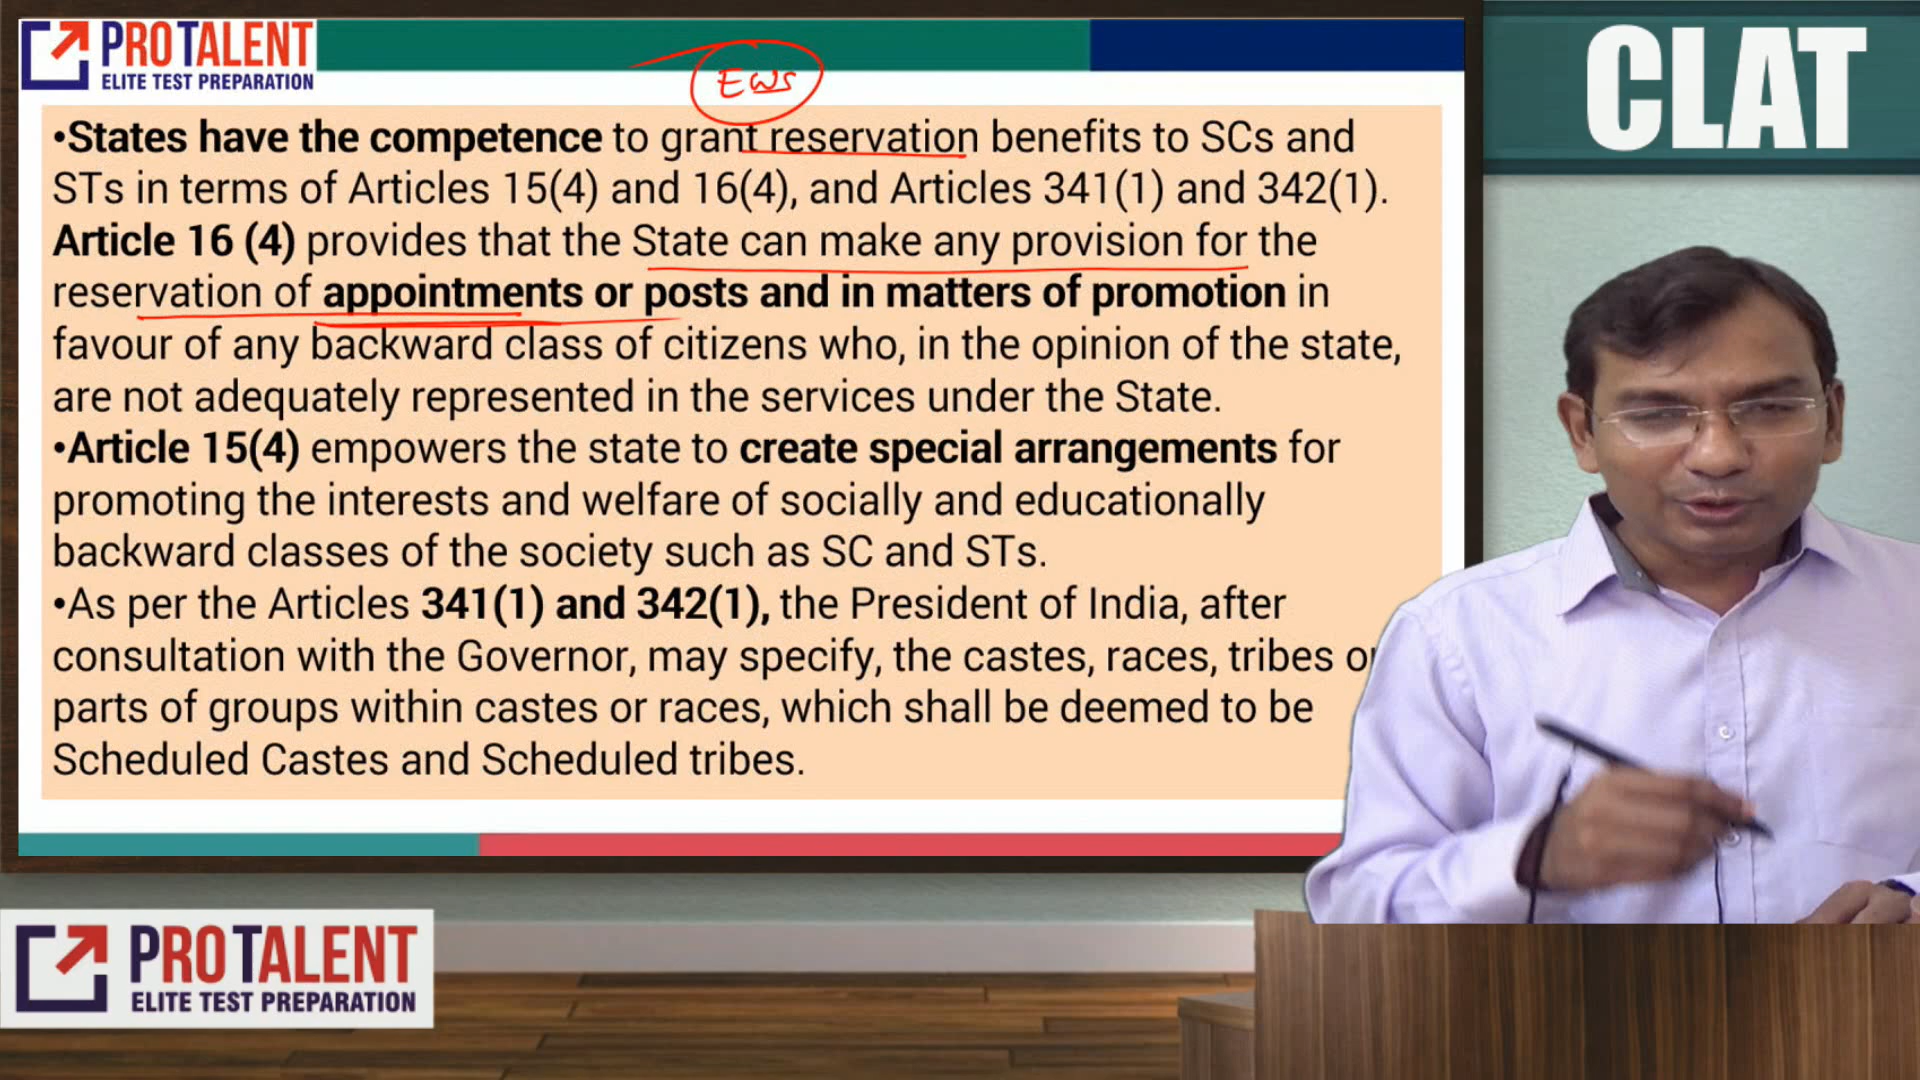 PRO TALENT
ELITE TEST PREPARATION
EWS
CLAT
•States have the competence to grant reservation benefits to SCs and
STs in terms of Articles 15(4) and 16(4), and Articles 341(1) and 342(1).
Article 16 (4) provides that the State can make any provision for the
reservation of appointments or posts and in matters of promotion in
favour of any backward class of citizens who, in the opinion of the state,
are not adequately represented in the services under the State.
•Article 15(4) empowers the state to create special arrangements for
promoting the interests and welfare of socially and educationally
backward classes of the society such as SC and STs.
•As per the Articles 341(1) and 342(1), the President of India, after
consultation with the Governor, may specify, the castes, races, tribes or
parts of groups within castes or races, which shall be deemed to be
Scheduled Castes and Scheduled tribes.
PRO TALENT
ELITE TEST PREPARATION